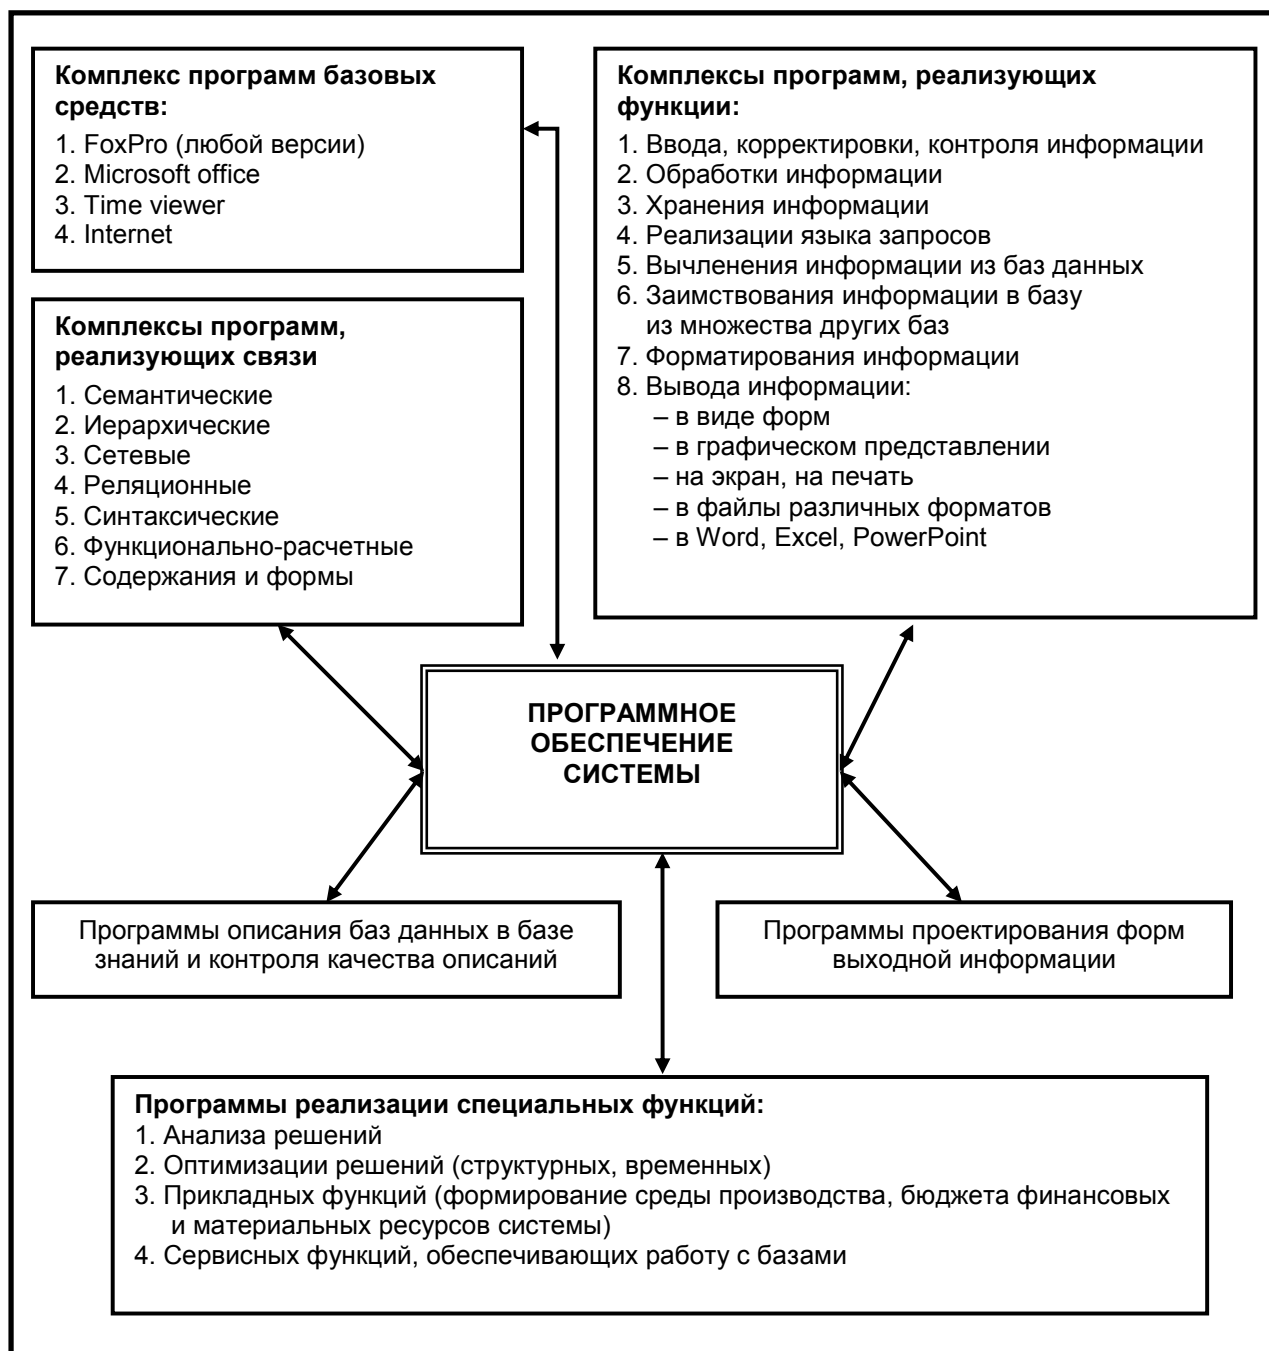 Комплекс программ базовых
средств:
1. FoxPro (любой версии)
2. Microsoft office
3. Time viewer
4. Internet
Комплексы программ,
реализующих связи
1. Семантические
2. Иерархические
3. Сетевые
4. Реляционные
5. Синтаксические
6. Функционально-расчетные
7. Содержания и формы
Комплексы программ, реализующих
функции:
1. Ввода, корректировки, контроля информации
2. Обработки информации
3. Хранения информации
4. Реализации языка запросов
5. Вычленения информации из баз данных
6. Заимствования информации в базу
из множества других баз
7. Форматирования информации
8. Вывода информации:
– в виде форм
– в графическом представлении
– на экран, на печать
– в файлы различных форматов
– в Word, Excel, PowerPoint
ПРОГРАММНОЕ
ОБЕСПЕЧЕНИЕ
СИСТЕМЫ
Программы описания баз данных в базе
знаний и контроля качества описаний
Программы проектирования форм
выходной информации
Программы реализации специальных функций:
1. Анализа решений
2. Оптимизации решений (структурных, временных)
3. Прикладных функций (формирование среды производства, бюджета финансовых
и материальных ресурсов системы)
4. Сервисных функций, обеспечивающих работу с базами